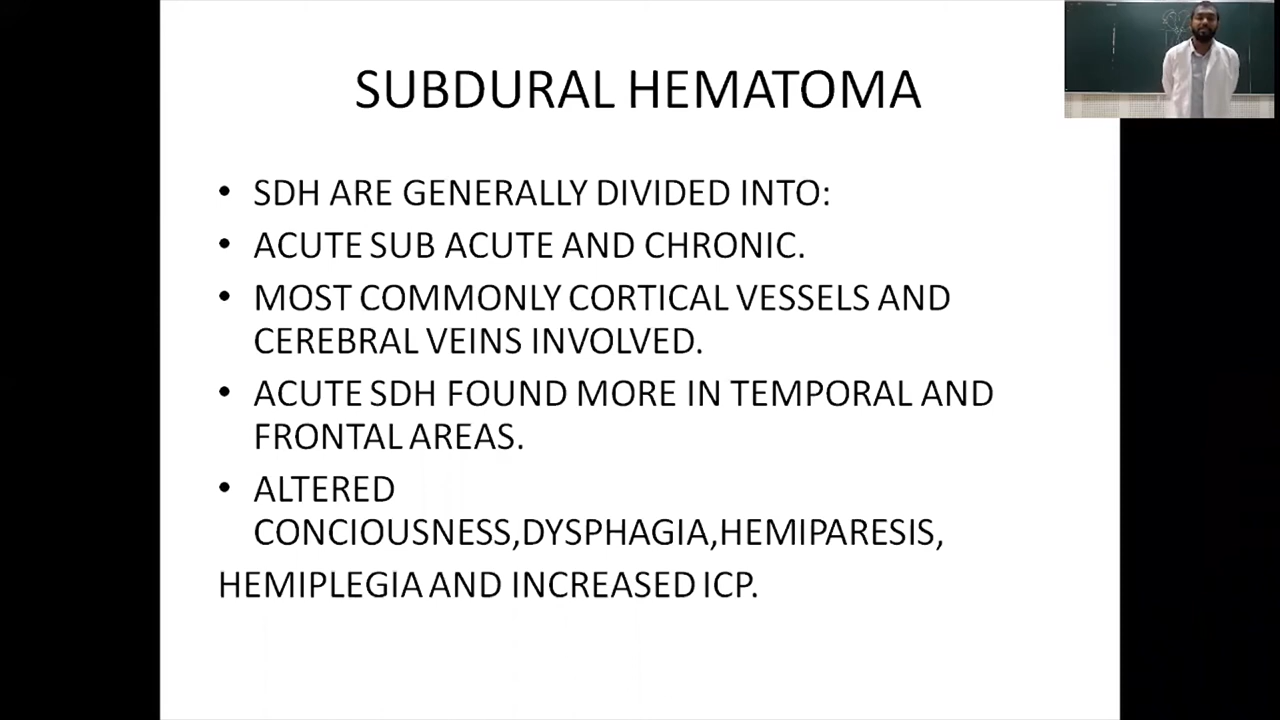 SUBDURAL HEMATOMA
• SDH ARE GENERALLY DIVIDED INTO:
• ACUTE SUB ACUTE AND CHRONIC.
• MOST COMMONLY CORTICAL VESSELS AND
CEREBRAL VEINS INVOLVED.
• ACUTE SDH FOUND MORE IN TEMPORAL AND
FRONTAL AREAS.
• ALTERED
CONCIOUSNESS,DYSPHAGIA,HEMIPARESIS,
HEMIPLEGIA AND INCREASED ICP.